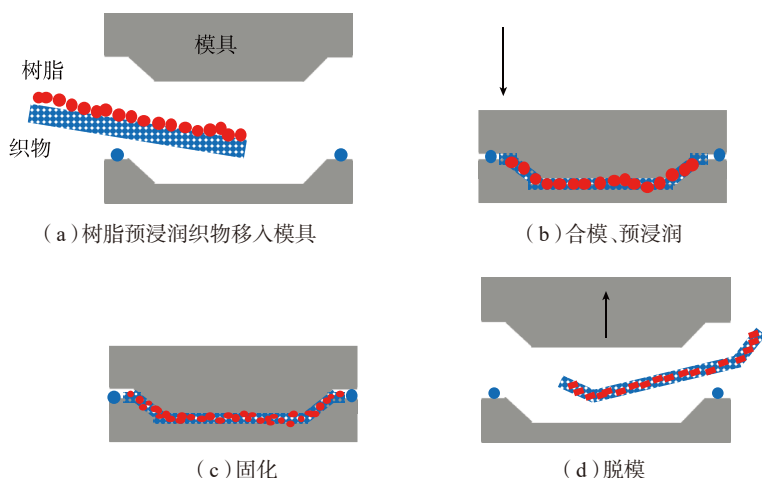 模具
树脂
织物
（a）树脂预浸润织物移入模具
（b）合模、预浸润
（c）固化
（d）脱模